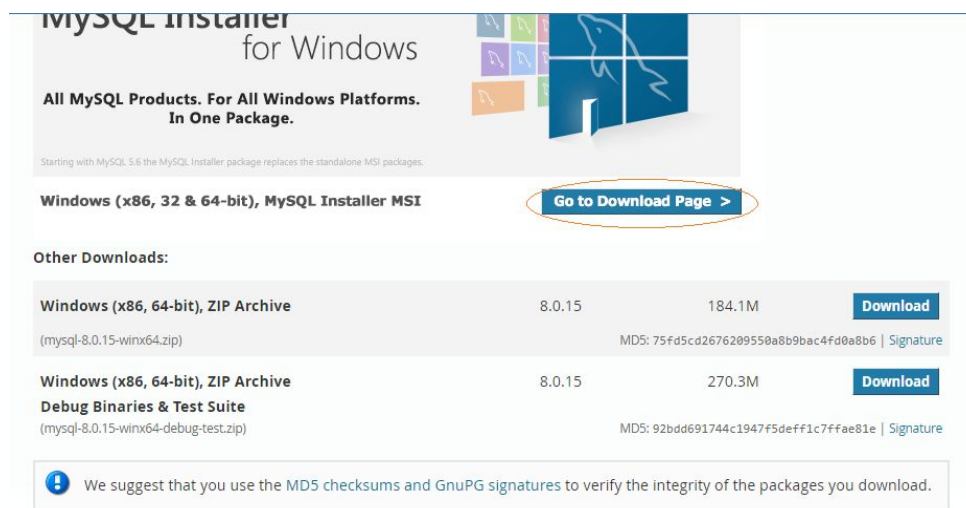 MySQL Installer
for Windows
All MySQL Products. For All Windows Platforms.
In One Package.
Starting with MySQL 5.6 the MySQL Installer package replaces the standalone MSI packages.
Windows (x86, 32 & 64-bit), MySQL Installer MSI
Go to Download Page >
Other Downloads:
Windows (x86, 64-bit), ZIP Archive 8.0.15 184.1M Download
(mysql-8.0.15-winx64.zip) MD5: 75fd5cd2676209550a8b9bac4fd0a8b6 | Signature
Windows (x86, 64-bit), ZIP Archive 8.0.15 270.3M Download
Debug Binaries & Test Suite
(mysql-8.0.15-winx64-debug-test.zip) MD5: 92bdd691744c1947f5deff1c7ffae81e | Signature
We suggest that you use the MD5 checksums and GnuPG signatures to verify the integrity of the packages you download.